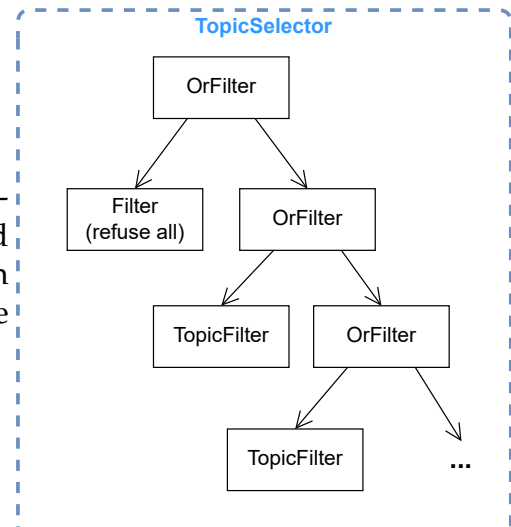 TopicSelector
OrFilter
Filter
(refuse all)
OrFilter
TopicFilter
OrFilter
TopicFilter
...
-
d
n
e